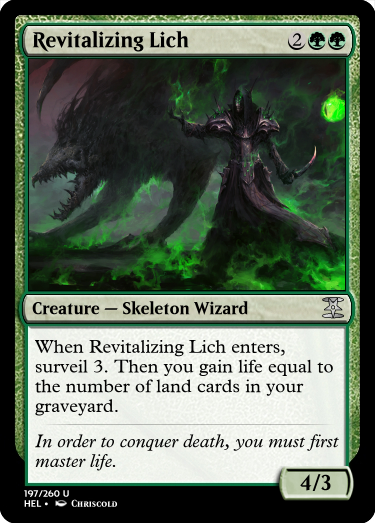 Revitalizing Lich 2
Creature — Skeleton Wizard
When Revitalizing Lich enters,
surveil 3. Then you gain life equal to
the number of land cards in your
graveyard.
In order to conquer death, you must first
master life.
4/3
197/260 U
HEL • Chriscold